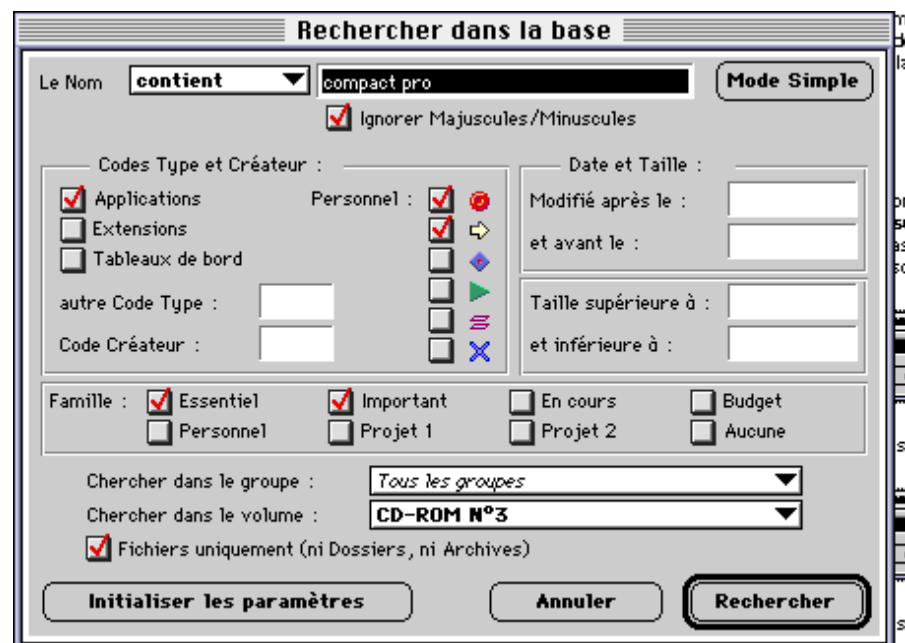 Rechercher dans la base
Le Nom contient compact pro Mode Simple
Ignorer Majuscules/Minuscules
Codes Type et Créateur : Date et Taille :
Applications Personnel : Modifié après le :
Extensions
et avant le :
Tableaux de bord
autre Code Type : Taille supérieure à :
Code Créateur : et inférieure à :
Famille : Essentiel Important En cours Budget
Personnel Projet 1 Projet 2 Aucune
Chercher dans le groupe : Tous les groupes
Chercher dans le volume : CD-ROM Nº3
Fichiers uniquement (ni Dossiers, ni Archives)
Initialiser les paramètres Annuler Rechercher